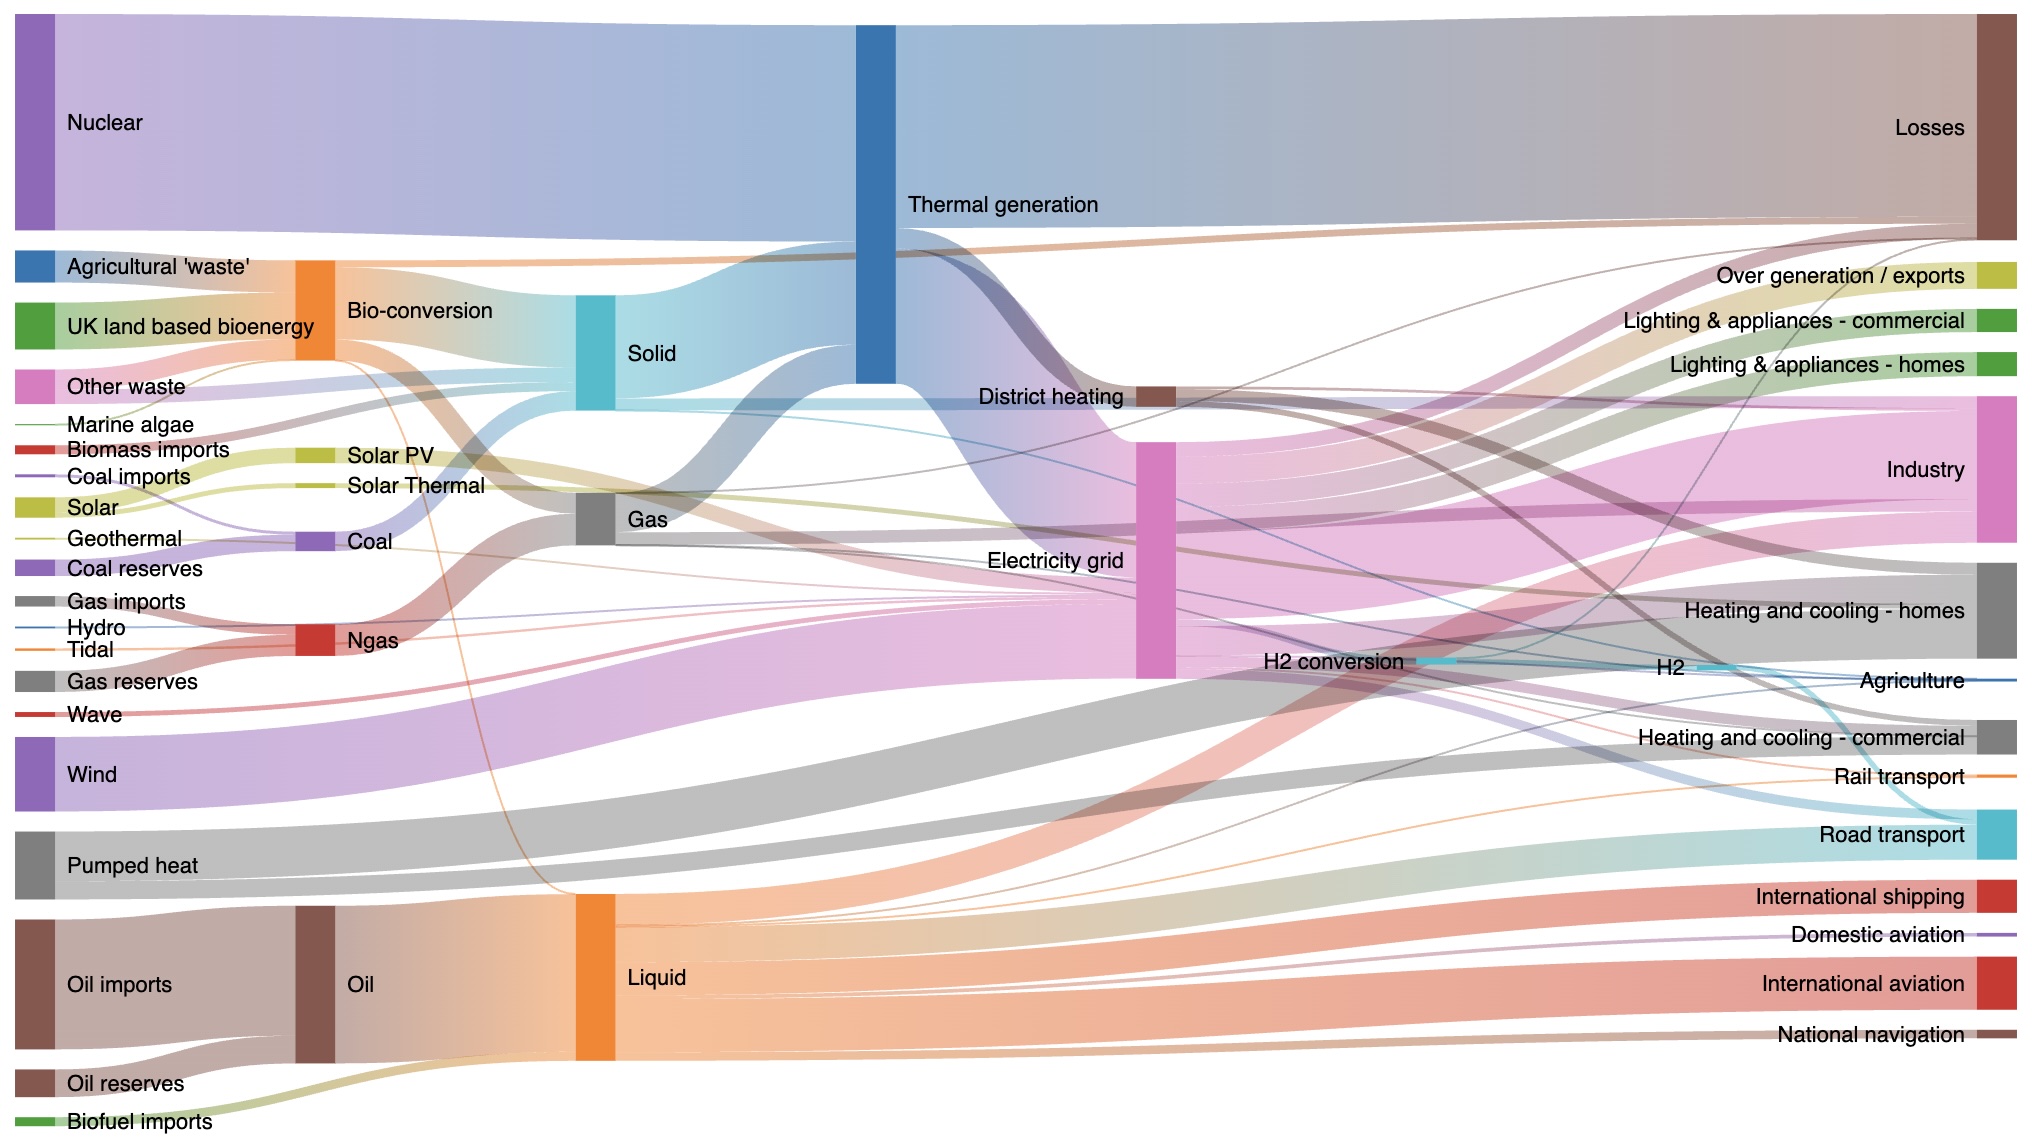 Nuclear
Agricultural 'waste'
UK land based bioenergy
Other waste
Marine algae
Biomass imports
Coal imports
Solar
Geothermal
Coal reserves
Gas imports
Hydro
Tidal
Gas reserves
Wave
Wind
Pumped heat
Oil imports
Oil reserves
Biofuel imports
Bio-conversion
Solar PV
Solar Thermal
Coal
Ngas
Oil
Solid
Gas
Liquid
Thermal generation
District heating
Electricity grid
H2 conversion
H2
Losses
Over generation / exports
Lighting & appliances - commercial
Lighting & appliances - homes
Industry
Heating and cooling - homes
Agriculture
Heating and cooling - commercial
Rail transport
Road transport
International shipping
Domestic aviation
International aviation
National navigation